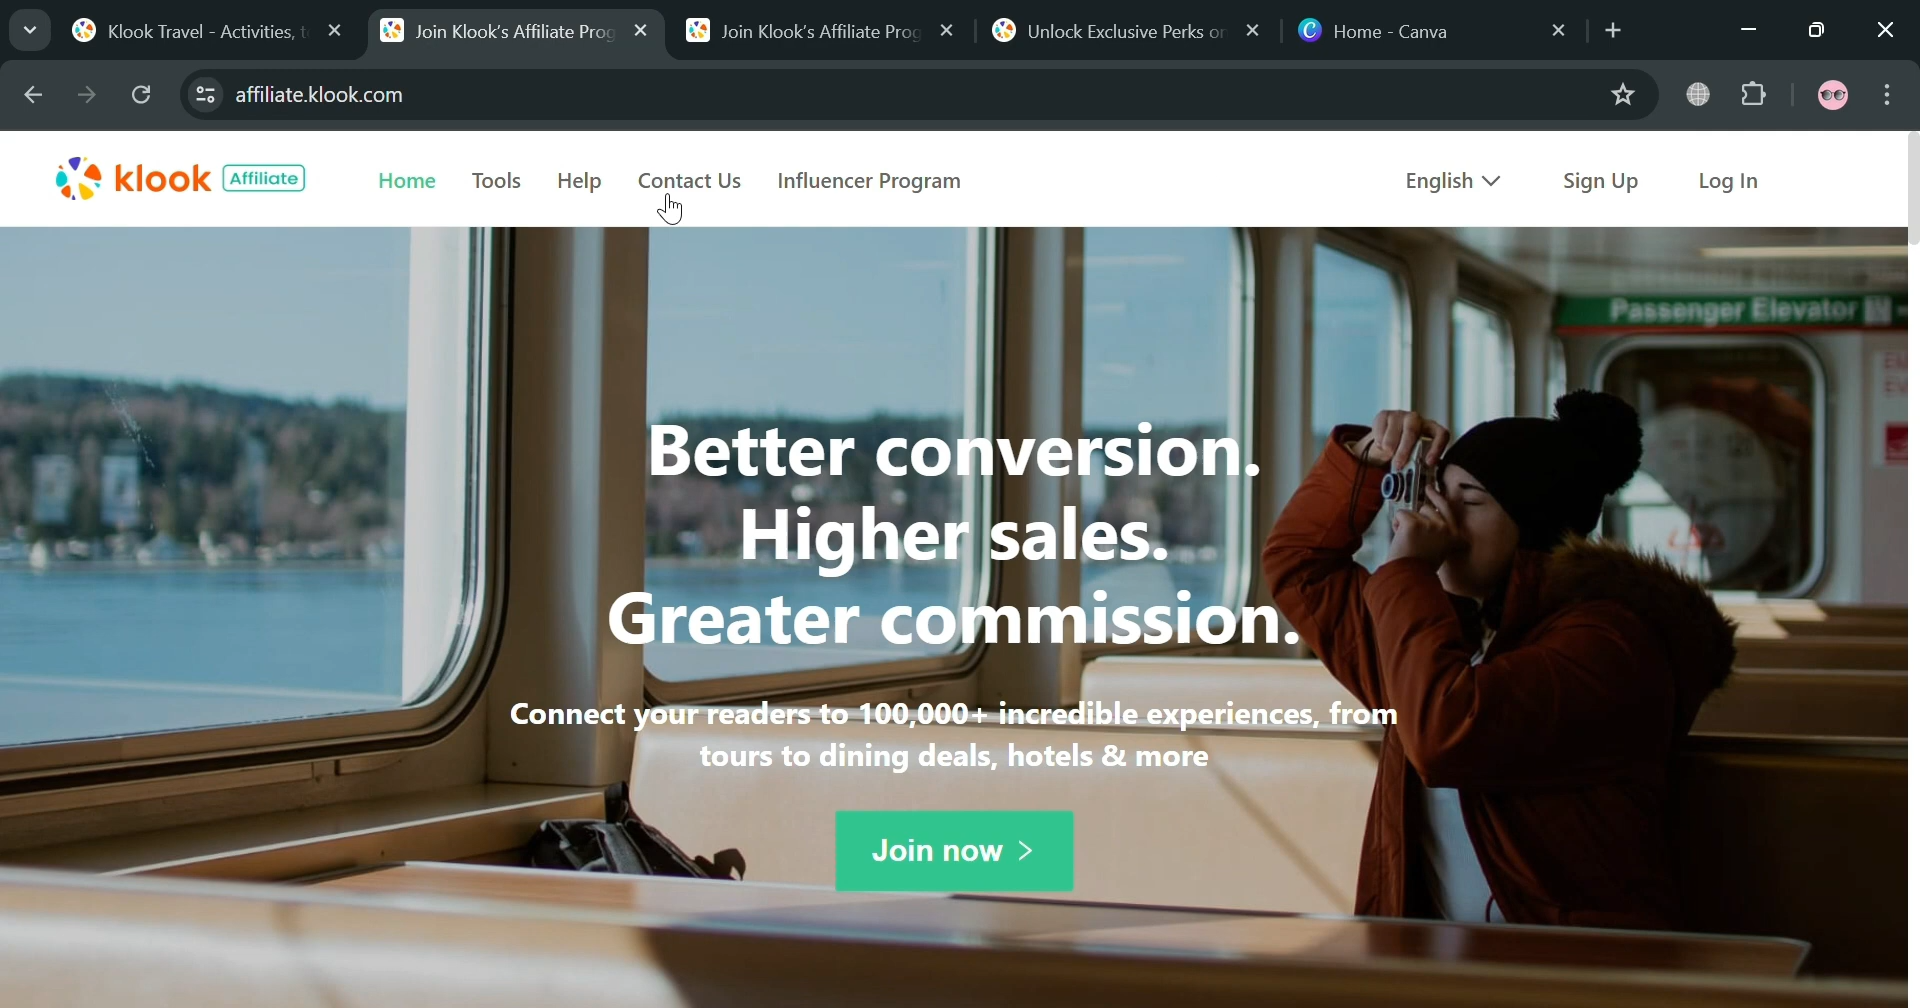 Klook Travel - Activities, t
Join Klook's Affiliate Prog
Join Klook's Affiliate Prog
Unlock Exclusive Perks or
Home - Canva
affiliate.klook.com
klook Affiliate
Home
Tools
Help
Contact Us
Influencer Program
English
Sign Up
Log In
Passenger Elevator
Better conversion.
Higher sales.
Greater commission.
Connect your readers to 100,000+ incredible experiences, from
tours to dining deals, hotels & more
Join now >